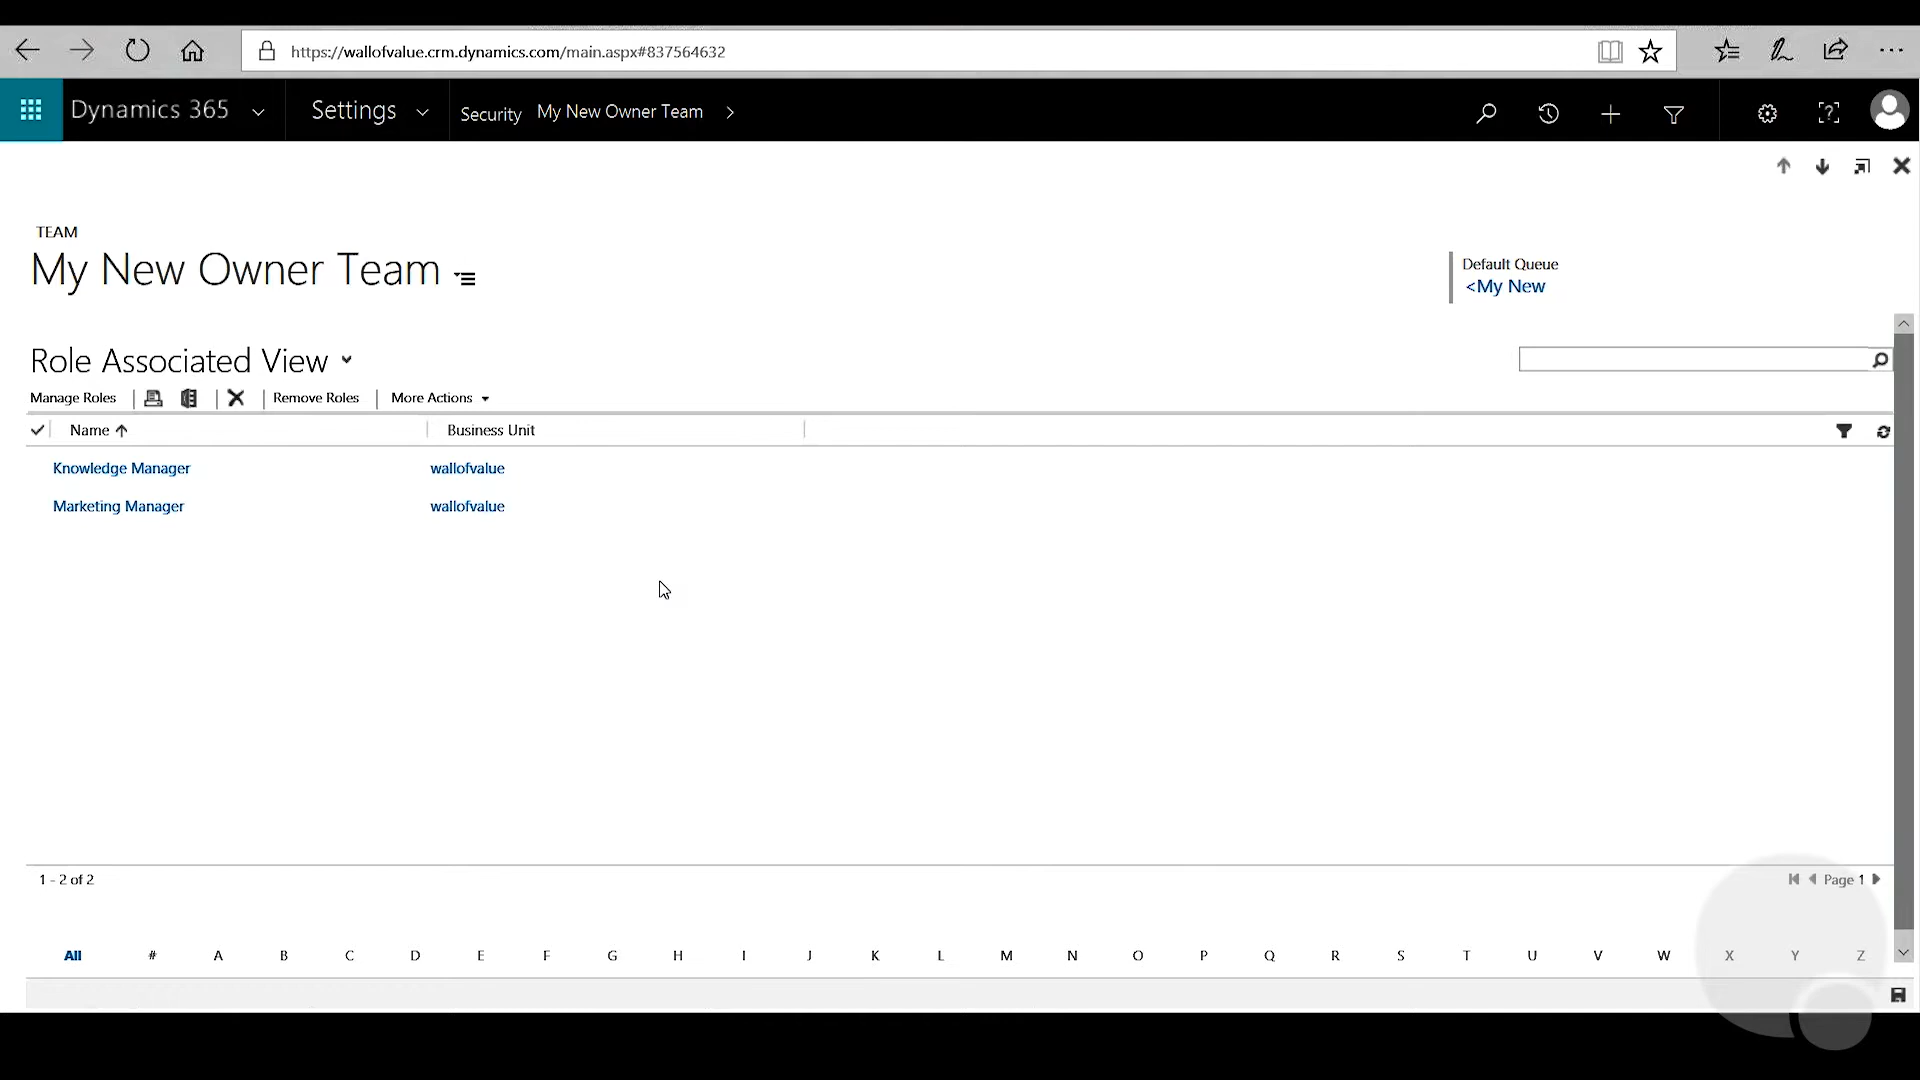 https://wallofvalue.crm.dynamics.com/main.aspx#837564632
Dynamics 365 Settings Security My New Owner Team
TEAM
My New Owner Team
Default Queue
<My New
Role Associated View
Manage Roles Remove Roles More Actions
Name Business Unit
Knowledge Manager wallofvalue
Marketing Manager wallofvalue
1 - 2 of 2 Page 1
All # A B C D E F G H I J K L M N O P Q R S T U V W X Y Z